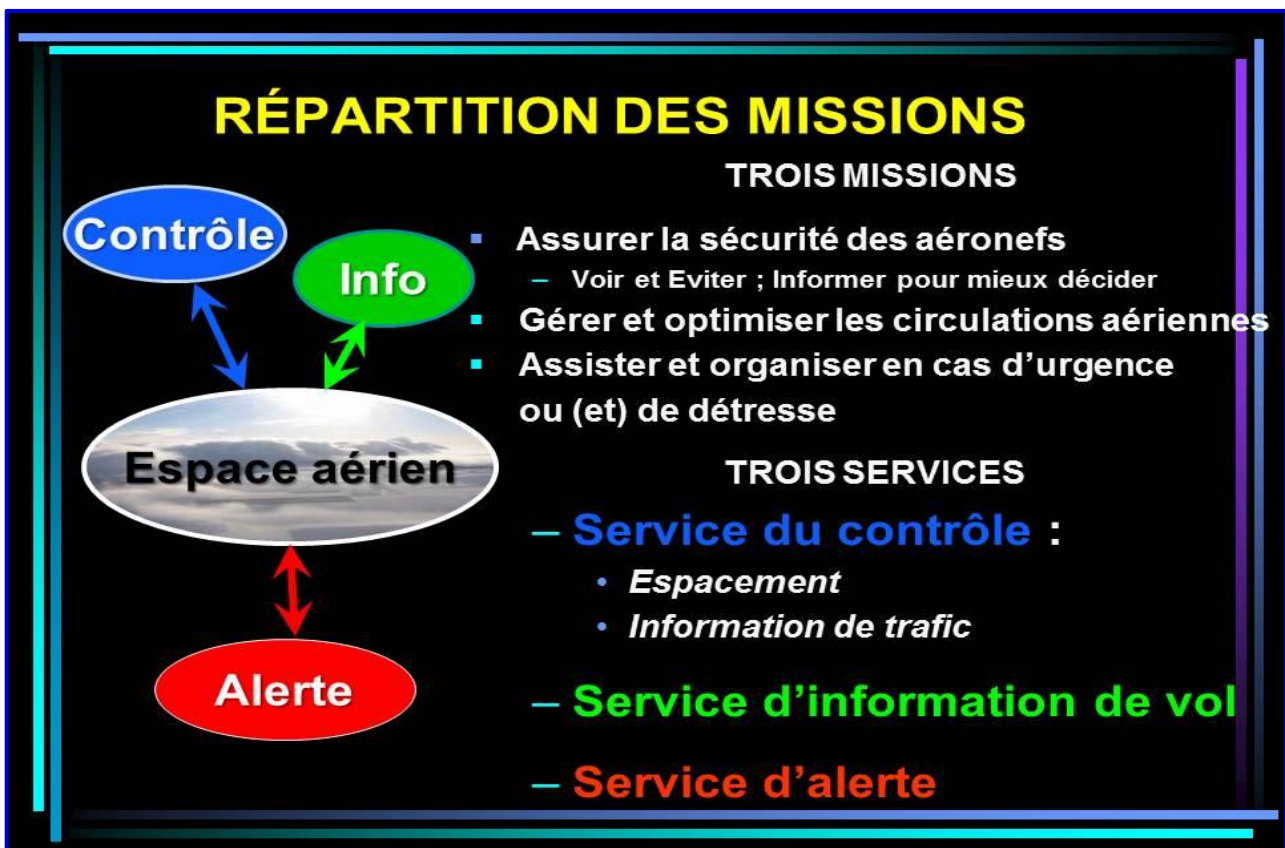 RÉPARTITION DES MISSIONS
TROIS MISSIONS
Contrôle
Info
Espace aérien
Alerte
▪ Assurer la sécurité des aéronefs
– Voir et Eviter ; Informer pour mieux décider
▪ Gérer et optimiser les circulations aériennes
▪ Assister et organiser en cas d’urgence
ou (et) de détresse
TROIS SERVICES
– Service du contrôle :
• Espacement
• Information de trafic
– Service d’information de vol
– Service d’alerte